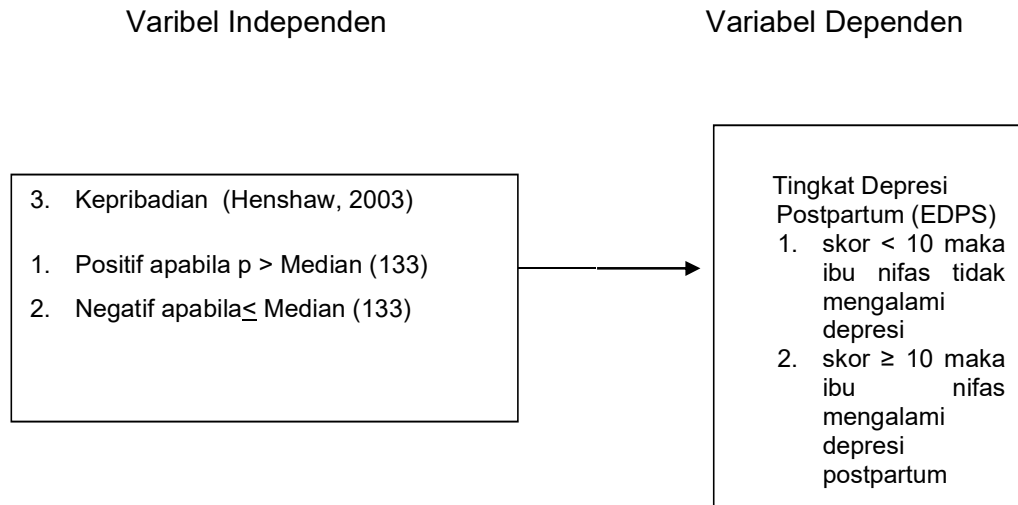 Varibel Independen
Variabel Dependen
3. Kepribadian (Henshaw, 2003)
1. Positif apabila p > Median (133)
2. Negatif apabila≤ Median (133)
Tingkat Depresi
Postpartum (EDPS)
1. skor < 10 maka
ibu nifas tidak
mengalami
depresi
2. skor ≥ 10 maka
ibu nifas
mengalami
depresi
postpartum